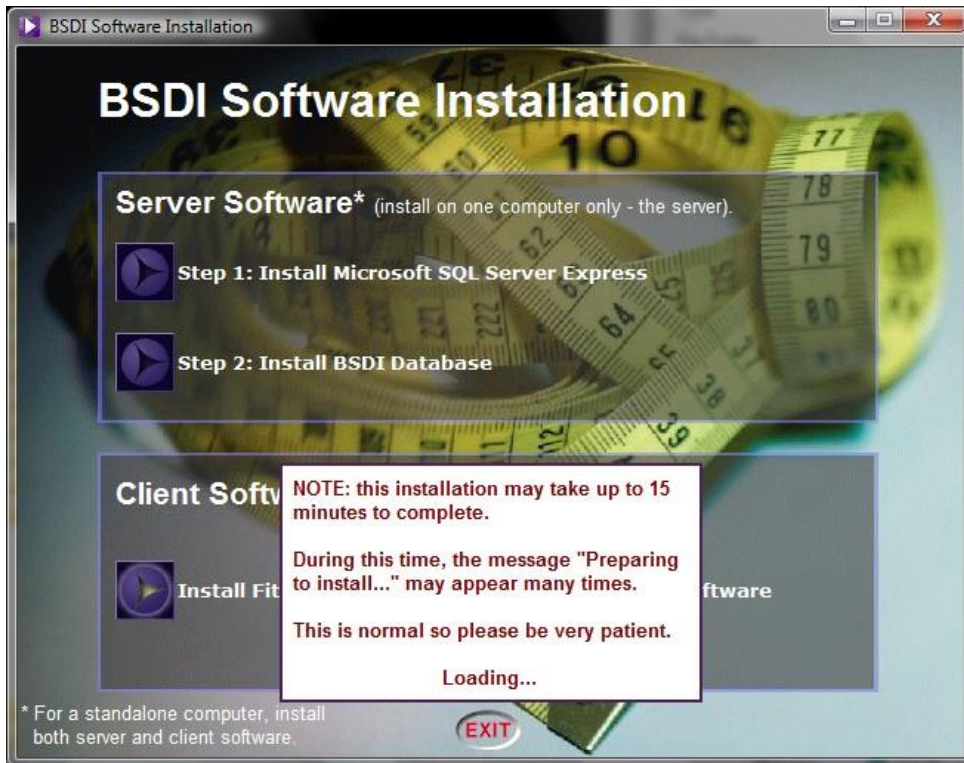 BSDI Software Installation
BSDI Software Installation
Server Software* (install on one computer only - the server).
Step 1: Install Microsoft SQL Server Express
Step 2: Install BSDI Database
Client Softw
NOTE: this installation may take up to 15
minutes to complete.
During this time, the message "Preparing
to install..." may appear many times.
Install Fit
ftware
This is normal so please be very patient.
Loading...
* For a standalone computer, install
both server and client software.
EXIT